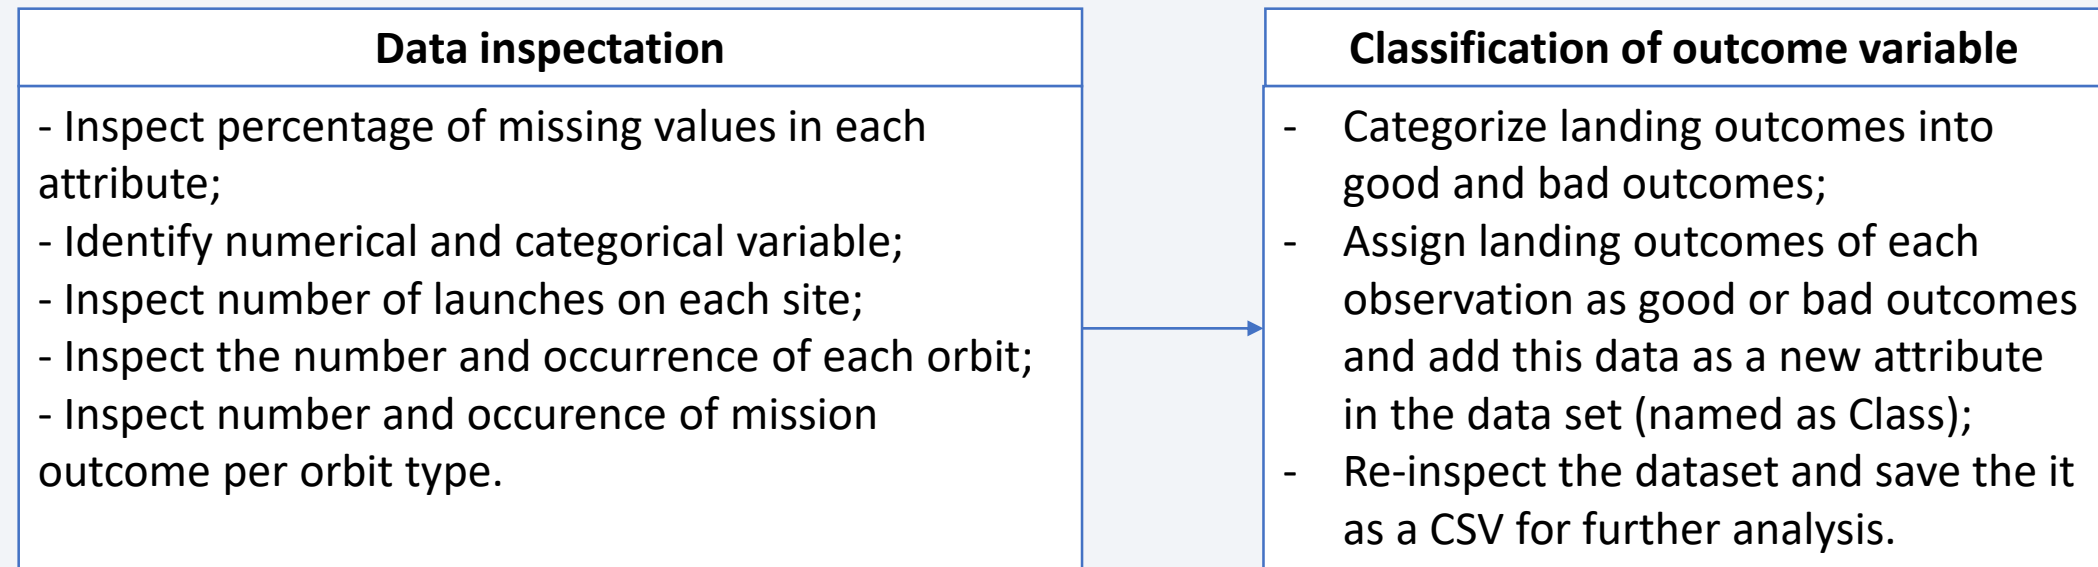 Data inspectation
- Inspect percentage of missing values in each
attribute;
- Identify numerical and categorical variable;
- Inspect number of launches on each site;
- Inspect the number and occurrence of each orbit;
- Inspect number and occurence of mission
outcome per orbit type.
Classification of outcome variable
- Categorize landing outcomes into
good and bad outcomes;
- Assign landing outcomes of each
observation as good or bad outcomes
and add this data as a new attribute
in the data set (named as Class);
- Re-inspect the dataset and save the it
as a CSV for further analysis.